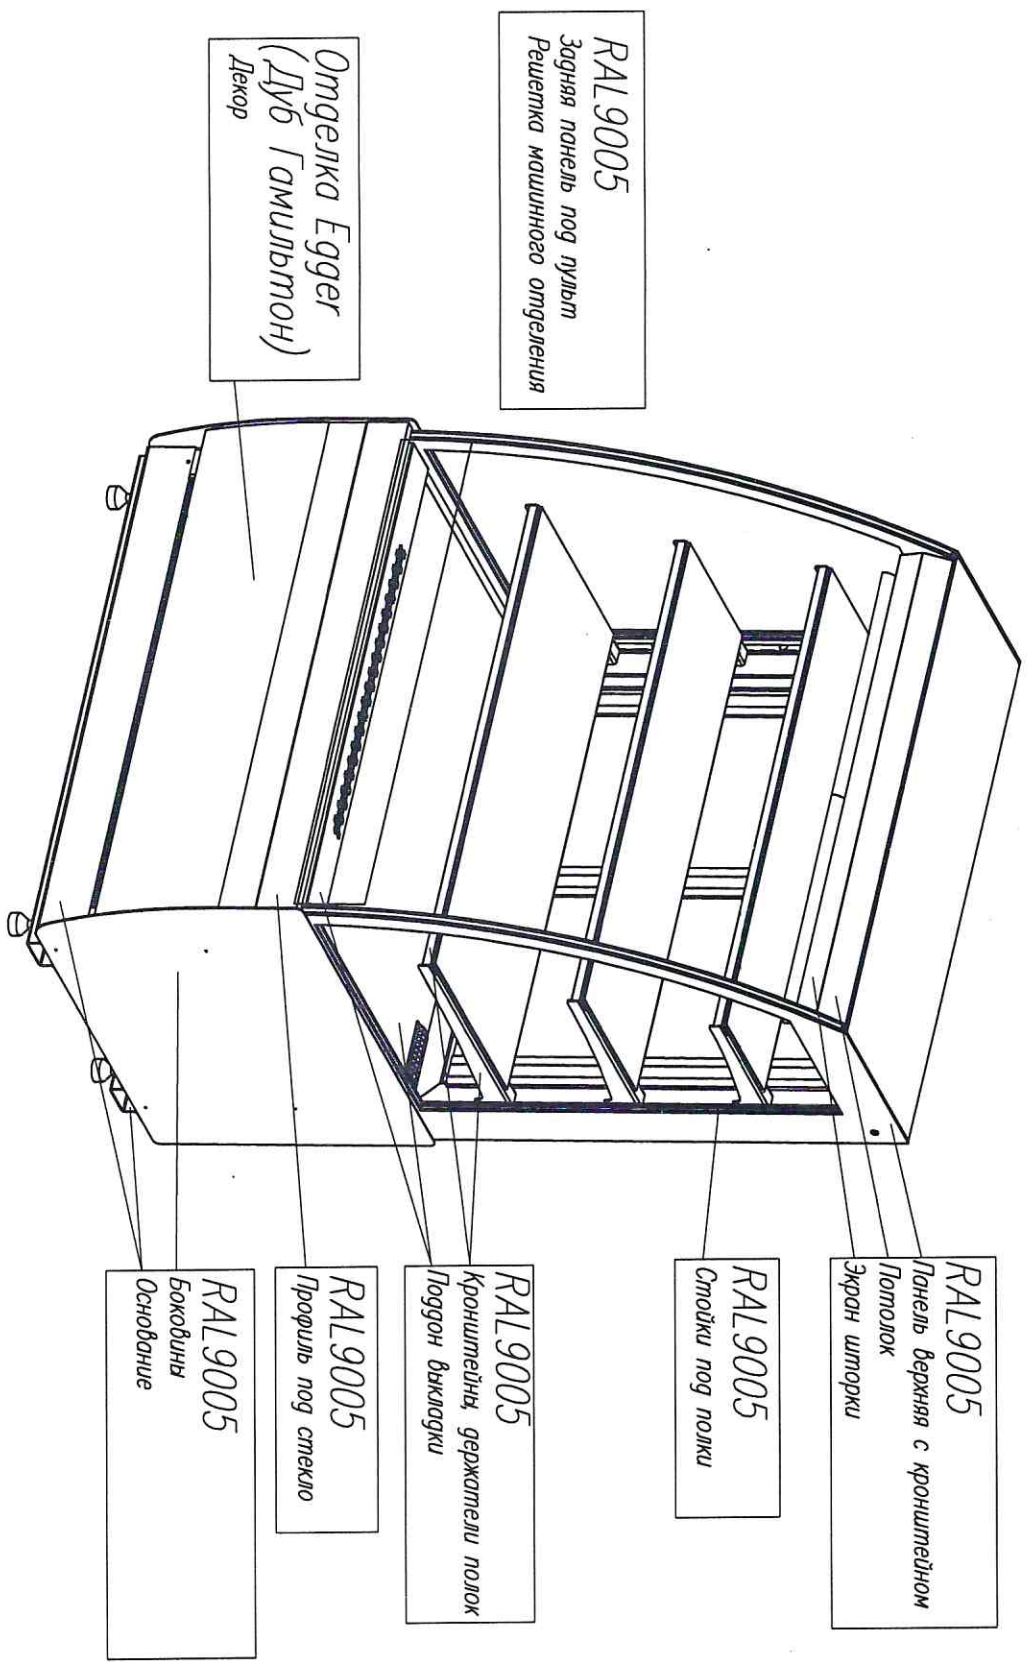 RAL9005
Задняя панель под пульт
Решетка машинного отделения
Отделка Egger
(Дуб Гамильтон)
Декор
RAL9005
Панель верхняя с кронштейном
Потолок
Экран шторки
RAL9005
Стойки под полки
RAL9005
Кронштейны, держатели полок
Поддон выкладки
RAL9005
Профиль под стекло
RAL9005
Боковины
Основание